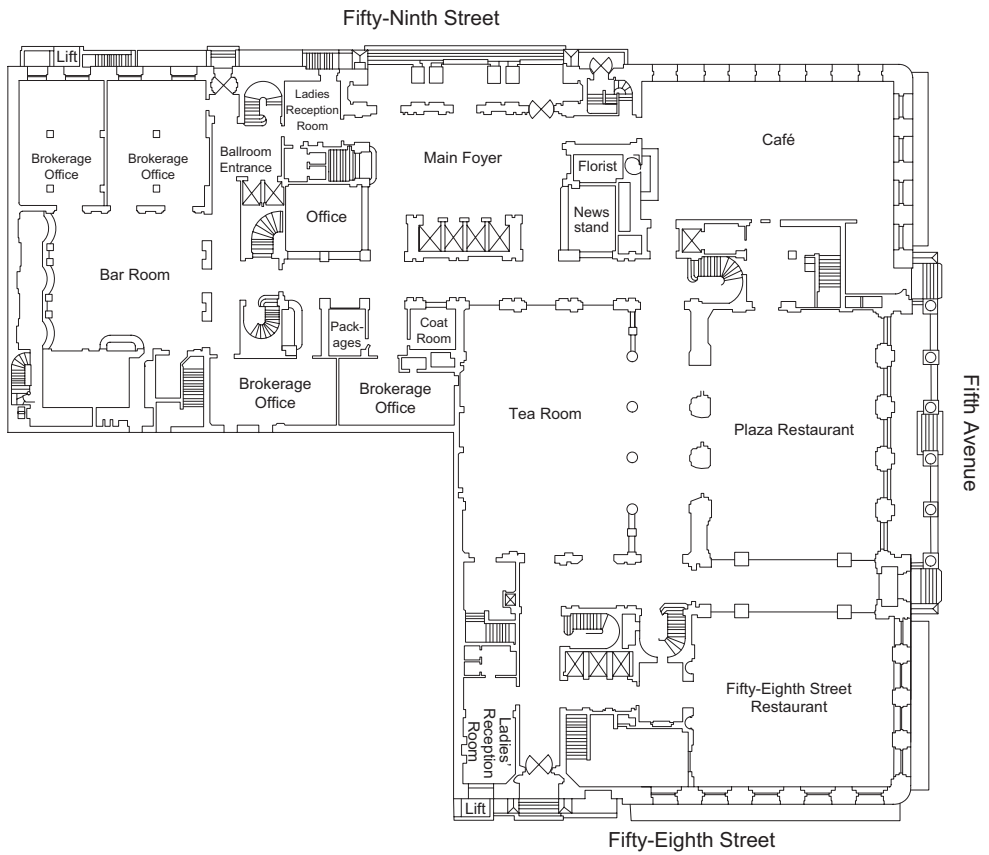 Fifty-Ninth Street
Lift
Ladies
Reception
Room
Brokerage
Office
Brokerage
Office
Ballroom
Entrance
Main Foyer
Café
Florist
Office
News
stand
Bar Room
Pack-
ages
Coat
Room
Brokerage
Office
Brokerage
Office
Tea Room
Plaza Restaurant
Fifth Avenue
Fifty-Eighth Street
Restaurant
Ladies'
Reception
Room
Lift
Fifty-Eighth Street